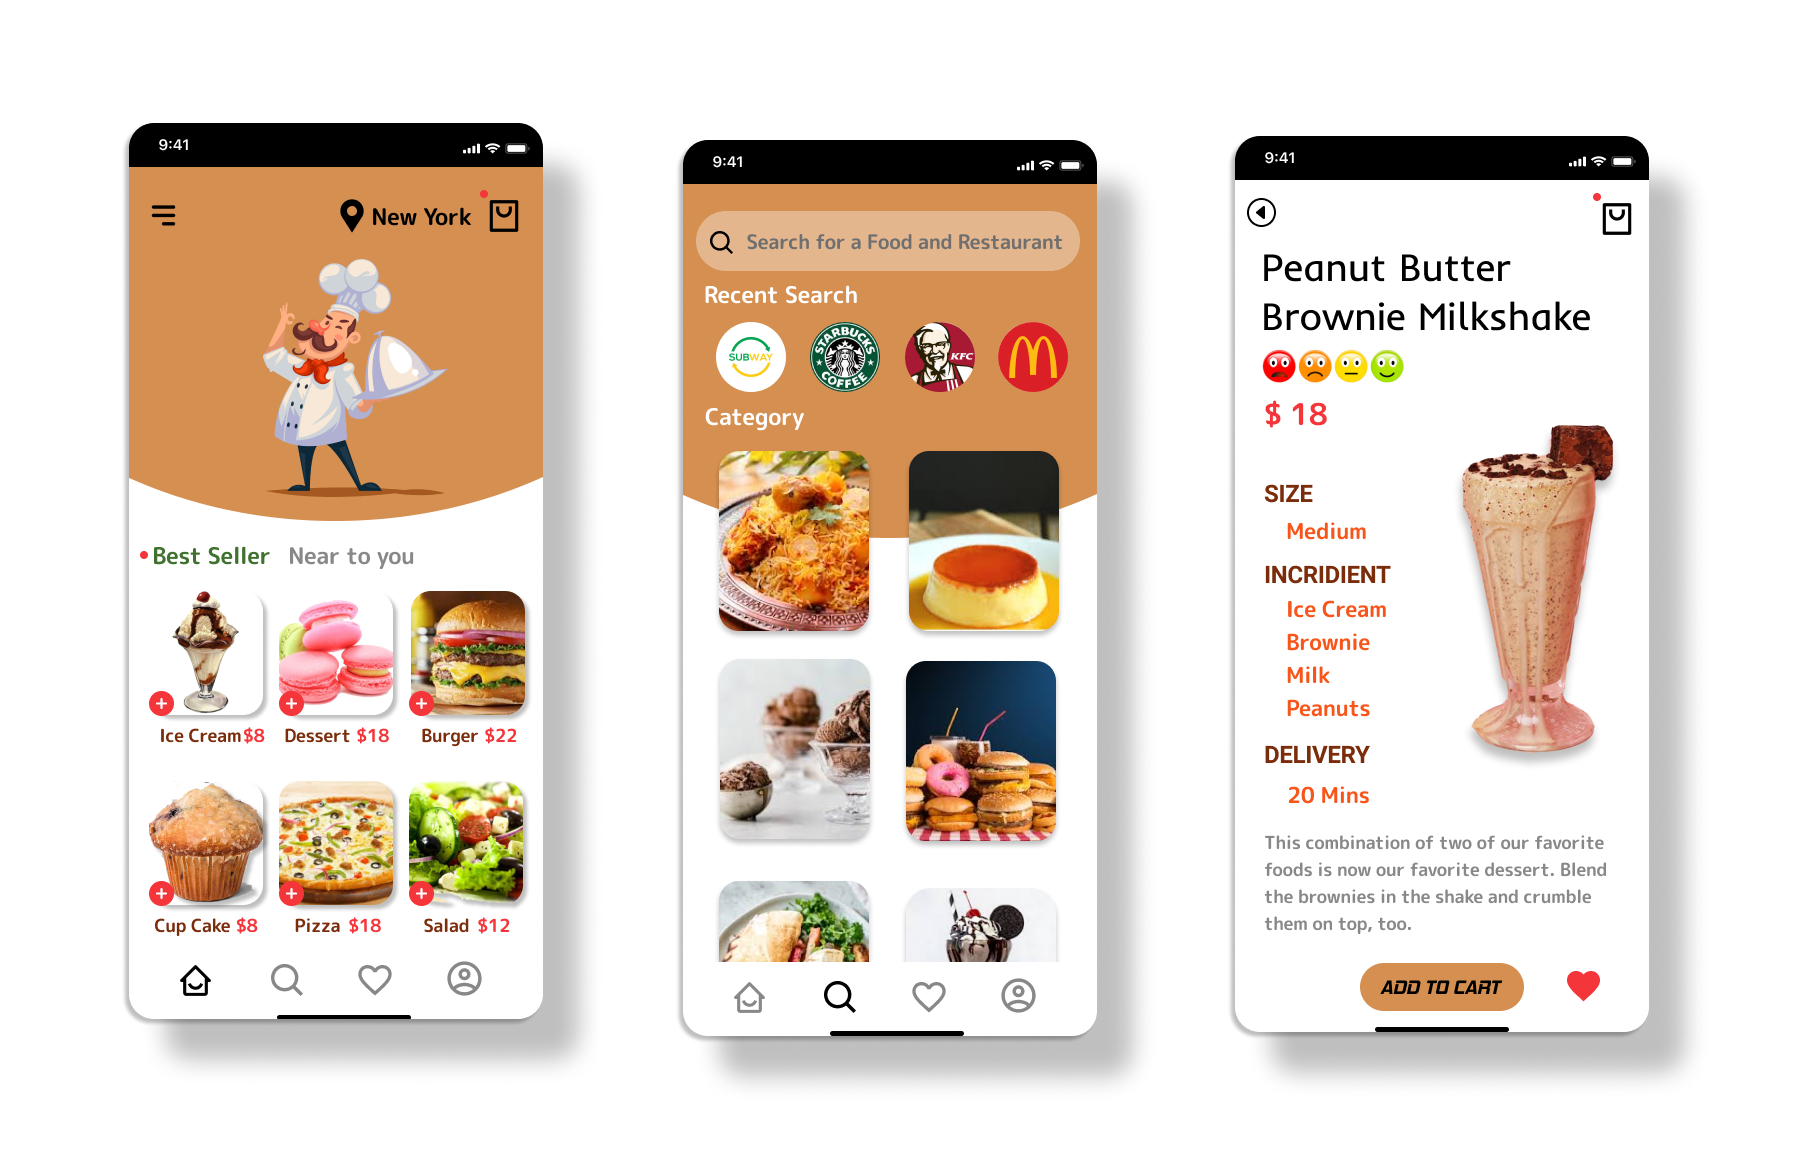 9:41
New York
Best Seller Near to you
Ice Cream $8 Dessert $18 Burger $22
Cup Cake $8 Pizza $18 Salad $12
9:41
Search for a Food and Restaurant
Recent Search
SUBWAY
STARBUCKS
COFFEE
KFC
Category
9:41
Peanut Butter
Brownie Milkshake
$ 18
SIZE
Medium
INCRIDIENT
Ice Cream
Brownie
Milk
Peanuts
DELIVERY
20 Mins
This combination of two of our favorite
foods is now our favorite dessert. Blend
the brownies in the shake and crumble
them on top, too.
ADD TO CART